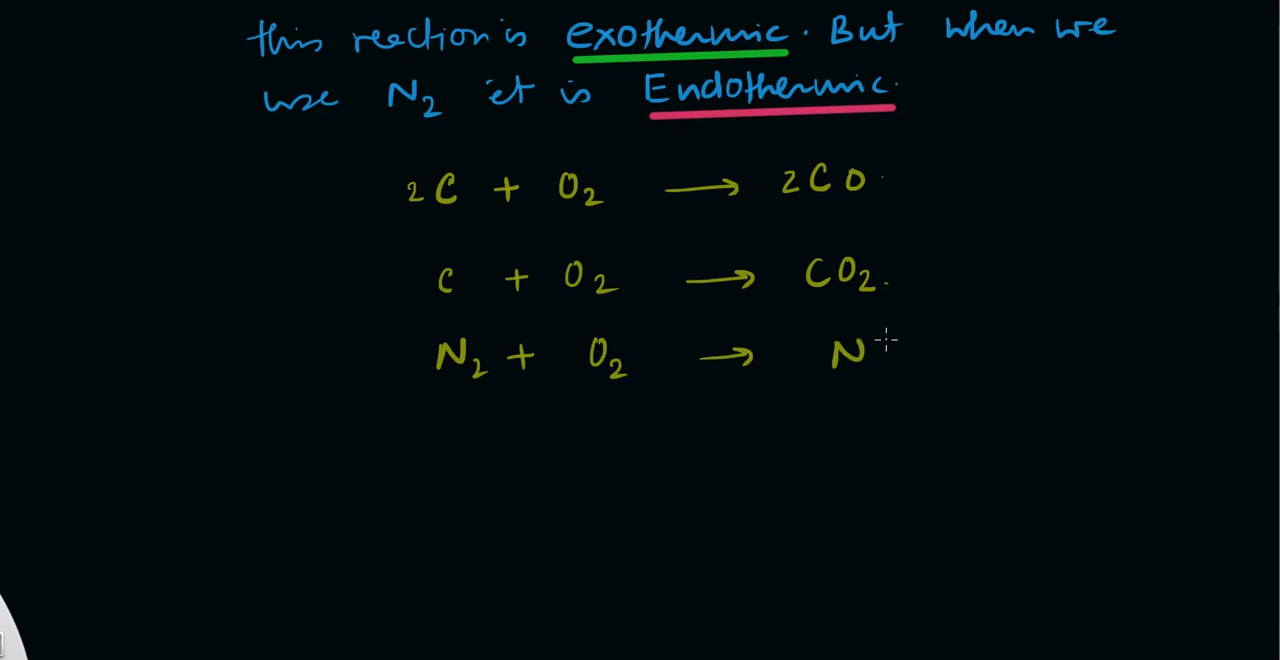 this reaction is exothermic. But when we
use N₂ it is Endothermic.
2C + O₂ → 2CO
C + O₂ → CO₂.
N₂ + O₂ → N